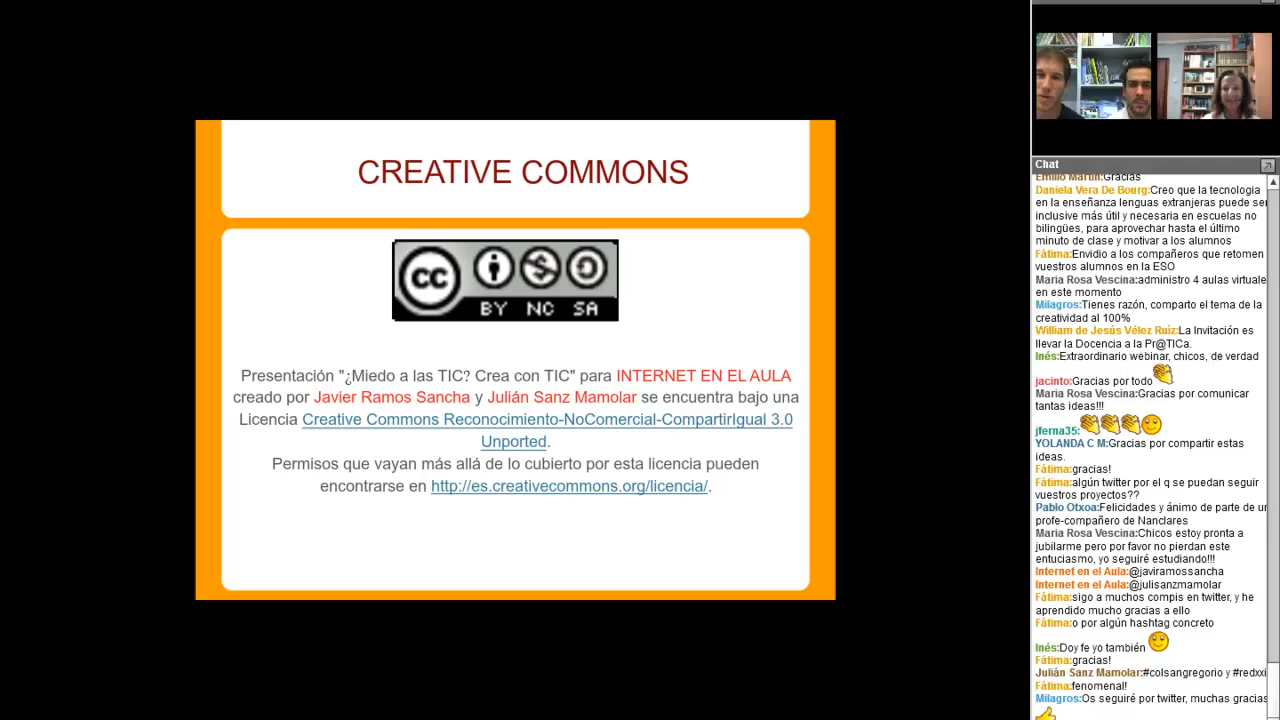 CREATIVE COMMONS
cc
BY NC SA
Presentación "¿Miedo a las TIC? Crea con TIC" para INTERNET EN EL AULA
creado por Javier Ramos Sancha y Julián Sanz Mamolar se encuentra bajo una
Licencia Creative Commons Reconocimiento-NoComercial-CompartirIgual 3.0
Unported.
Permisos que vayan más allá de lo cubierto por esta licencia pueden
encontrarse en http://es.creativecommons.org/licencia/.
Chat
Emilio Martín:Gracias
Daniela Vera De Bourg:Creo que la tecnologia
en la enseñanza lenguas extranjeras puede ser
inclusive más útil y necesaria en escuelas no
bilingües, para aprovechar hasta el último
minuto de clase y motivar a los alumnos
Fátima:Envidio a los compañeros que retomen
vuestros alumnos en la ESO
Maria Rosa Vescina:administro 4 aulas virtuale
en este momento
Milagros:Tienes razón, comparto el tema de la
creatividad al 100%
William de Jesús Vélez Ruíz:La Invitación es
llevar la Docencia a la Pr@TICa.
Inés:Extraordinario webinar, chicos, de verdad
jacinto:Gracias por todo
Maria Rosa Vescina:Gracias por comunicar
tantas ideas!!!
jferna35:
YOLANDA C M:Gracias por compartir estas
ideas.
Fátima:gracias!
Fátima:algún twitter por el q se puedan seguir
vuestros proyectos??
Pablo Otxoa:Felicidades y ánimo de parte de un
profe-compañero de Nanclares
Maria Rosa Vescina:Chicos estoy pronta a
jubilarme pero por favor no pierdan este
entuciasmo, yo seguiré estudiando!!!
Internet en el Aula:@javiramossancha
Internet en el Aula:@julisanzmamolar
Fátima:sigo a muchos compis en twitter, y he
aprendido mucho gracias a ello
Fátima:o por algún hashtag concreto
Inés:Doy fe yo también
Fátima:gracias!
Julián Sanz Mamolar:#colsangregorio y #redxxi
Fátima:fenomenal!
Milagros:Os seguiré por twitter, muchas gracias